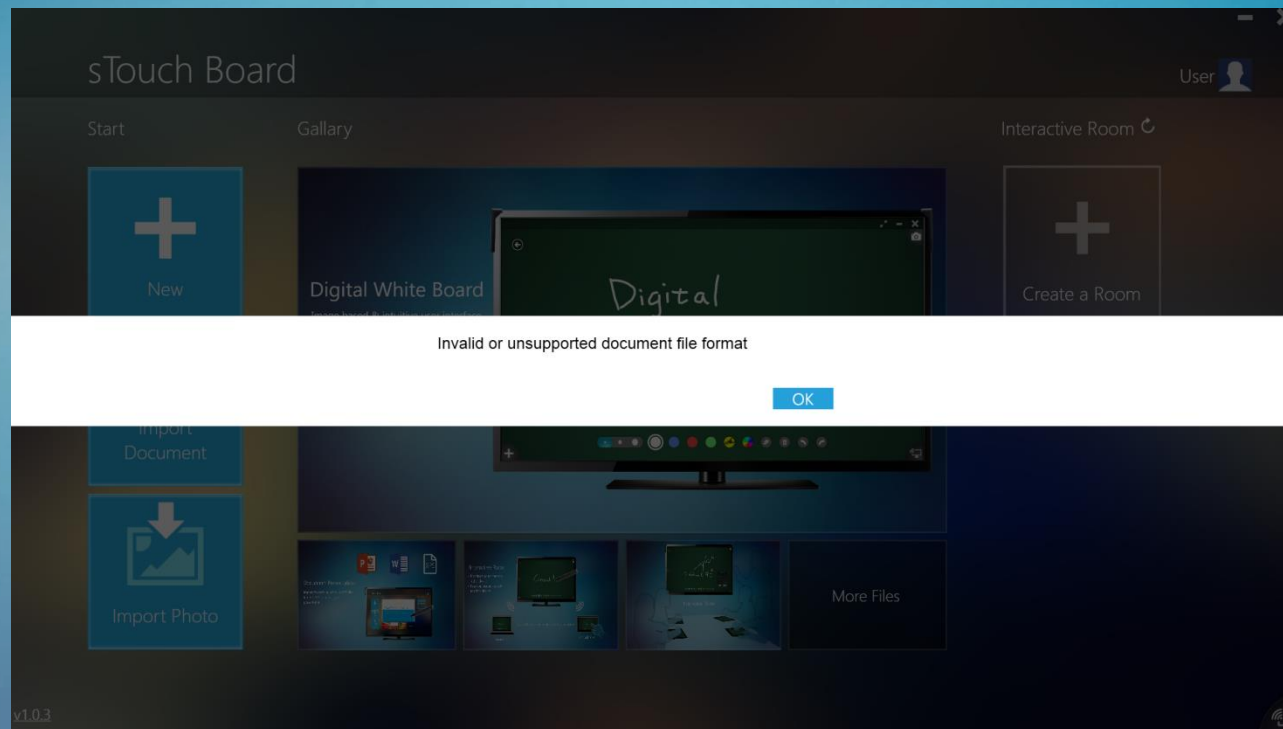 sTouch Board
User
Start
Gallary
Interactive Room
New
Digital White Board
Digital
Create a Room
Invalid or unsupported document file format
OK
Import
Document
Import Photo
More Files
v1.0.3